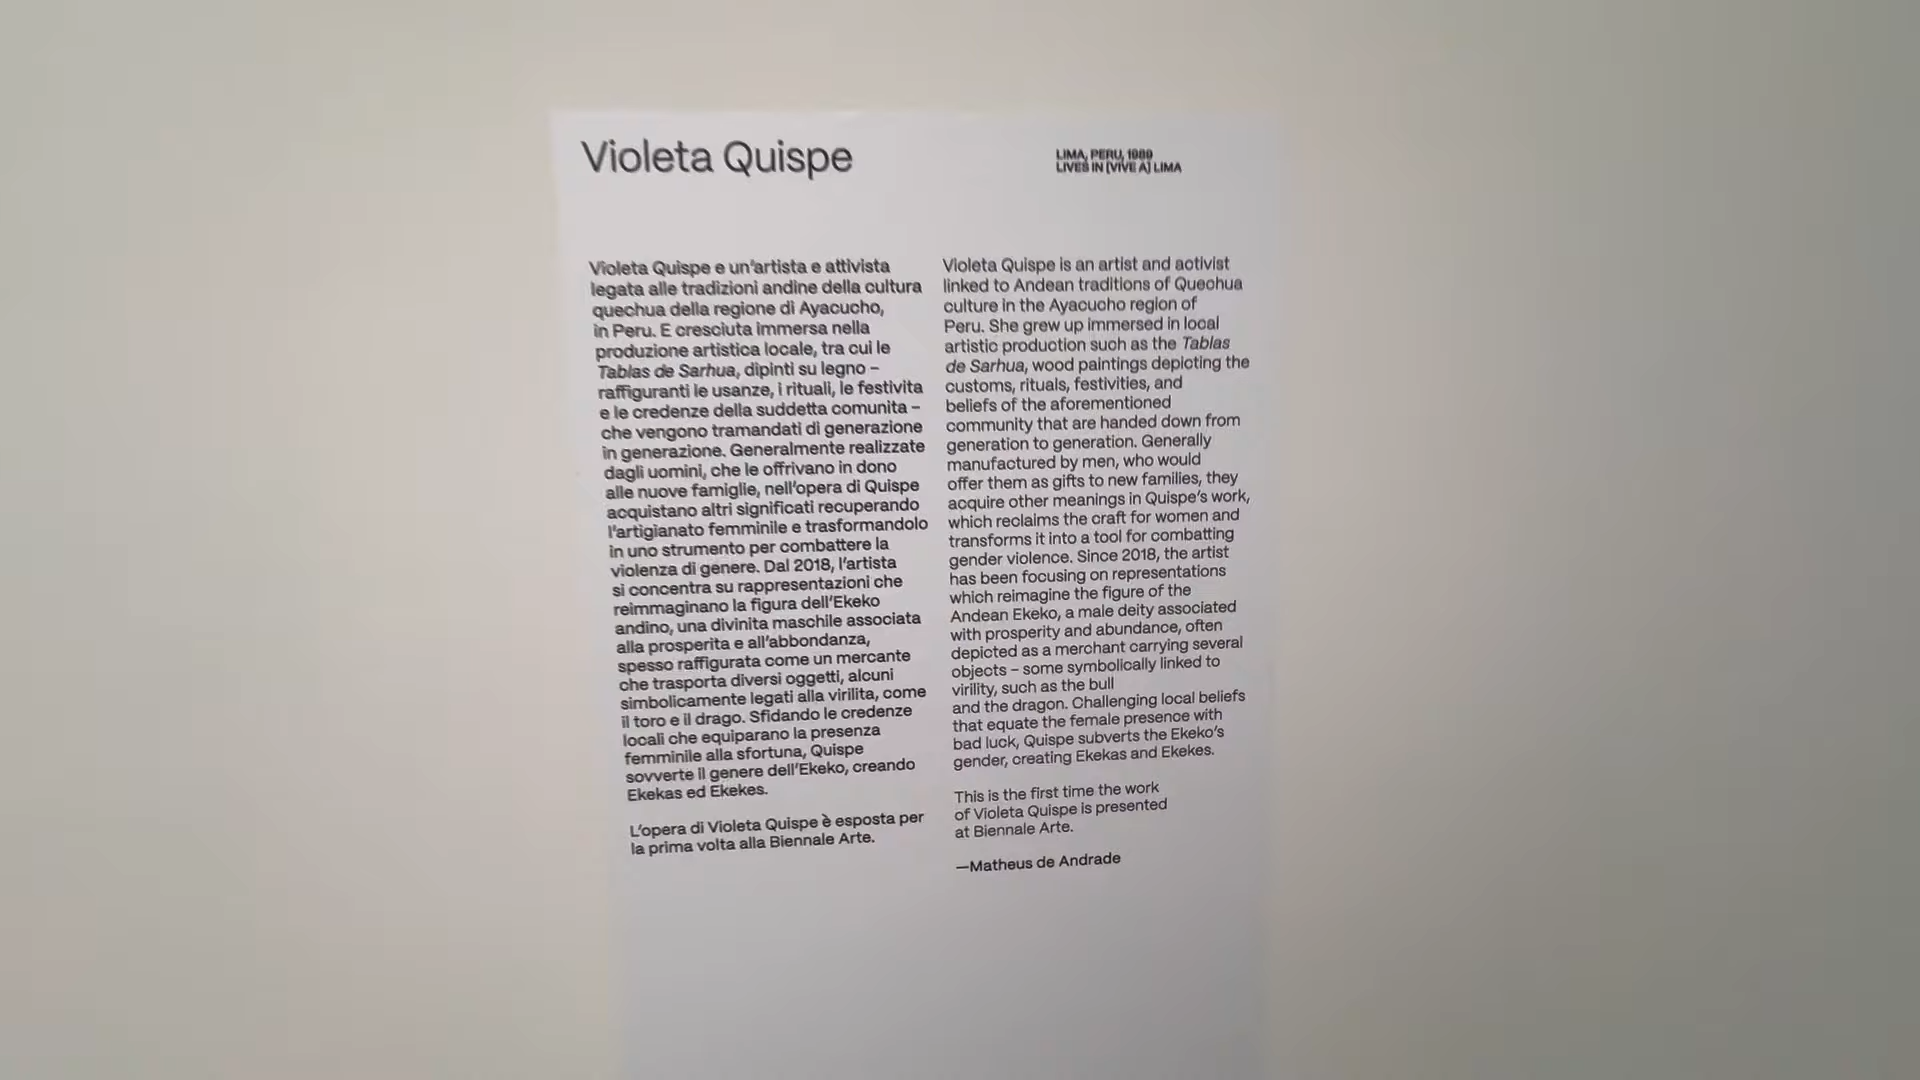 Violeta Quispe
LIMA, PERU, 1989
LIVES IN [VIVE A] LIMA
Violeta Quispe e un'artista e attivista
legata alle tradizioni andine della cultura
quechua della regione di Ayacucho,
in Peru. E cresciuta immersa nella
produzione artistica locale, tra cui le
Tablas de Sarhua, dipinti su legno –
raffiguranti le usanze, i rituali, le festivita
e le credenze della suddetta comunita –
che vengono tramandati di generazione
in generazione. Generalmente realizzate
dagli uomini, che le offrivano in dono
alle nuove famiglie, nell'opera di Quispe
acquistano altri significati recuperando
l'artigianato femminile e trasformandolo
in uno strumento per combattere la
violenza di genere. Dal 2018, l'artista
si concentra su rappresentazioni che
reimmaginano la figura dell'Ekeko
andino, una divinita maschile associata
alla prosperita e all'abbondanza,
spesso raffigurata come un mercante
che trasporta diversi oggetti, alcuni
simbolicamente legati alla virilita, come
il toro e il drago. Sfidando le credenze
locali che equiparano la presenza
femminile alla sfortuna, Quispe
sovverte il genere dell'Ekeko, creando
Ekekas ed Ekekes.
L'opera di Violeta Quispe è esposta per
la prima volta alla Biennale Arte.
Violeta Quispe is an artist and activist
linked to Andean traditions of Quechua
culture in the Ayacucho region of
Peru. She grew up immersed in local
artistic production such as the Tablas
de Sarhua, wood paintings depicting the
customs, rituals, festivities, and
beliefs of the aforementioned
community that are handed down from
generation to generation. Generally
manufactured by men, who would
offer them as gifts to new families, they
acquire other meanings in Quispe's work,
which reclaims the craft for women and
transforms it into a tool for combatting
gender violence. Since 2018, the artist
has been focusing on representations
which reimagine the figure of the
Andean Ekeko, a male deity associated
with prosperity and abundance, often
depicted as a merchant carrying several
objects – some symbolically linked to
virility, such as the bull
and the dragon. Challenging local beliefs
that equate the female presence with
bad luck, Quispe subverts the Ekeko's
gender, creating Ekekas and Ekekes.
This is the first time the work
of Violeta Quispe is presented
at Biennale Arte.
—Matheus de Andrade